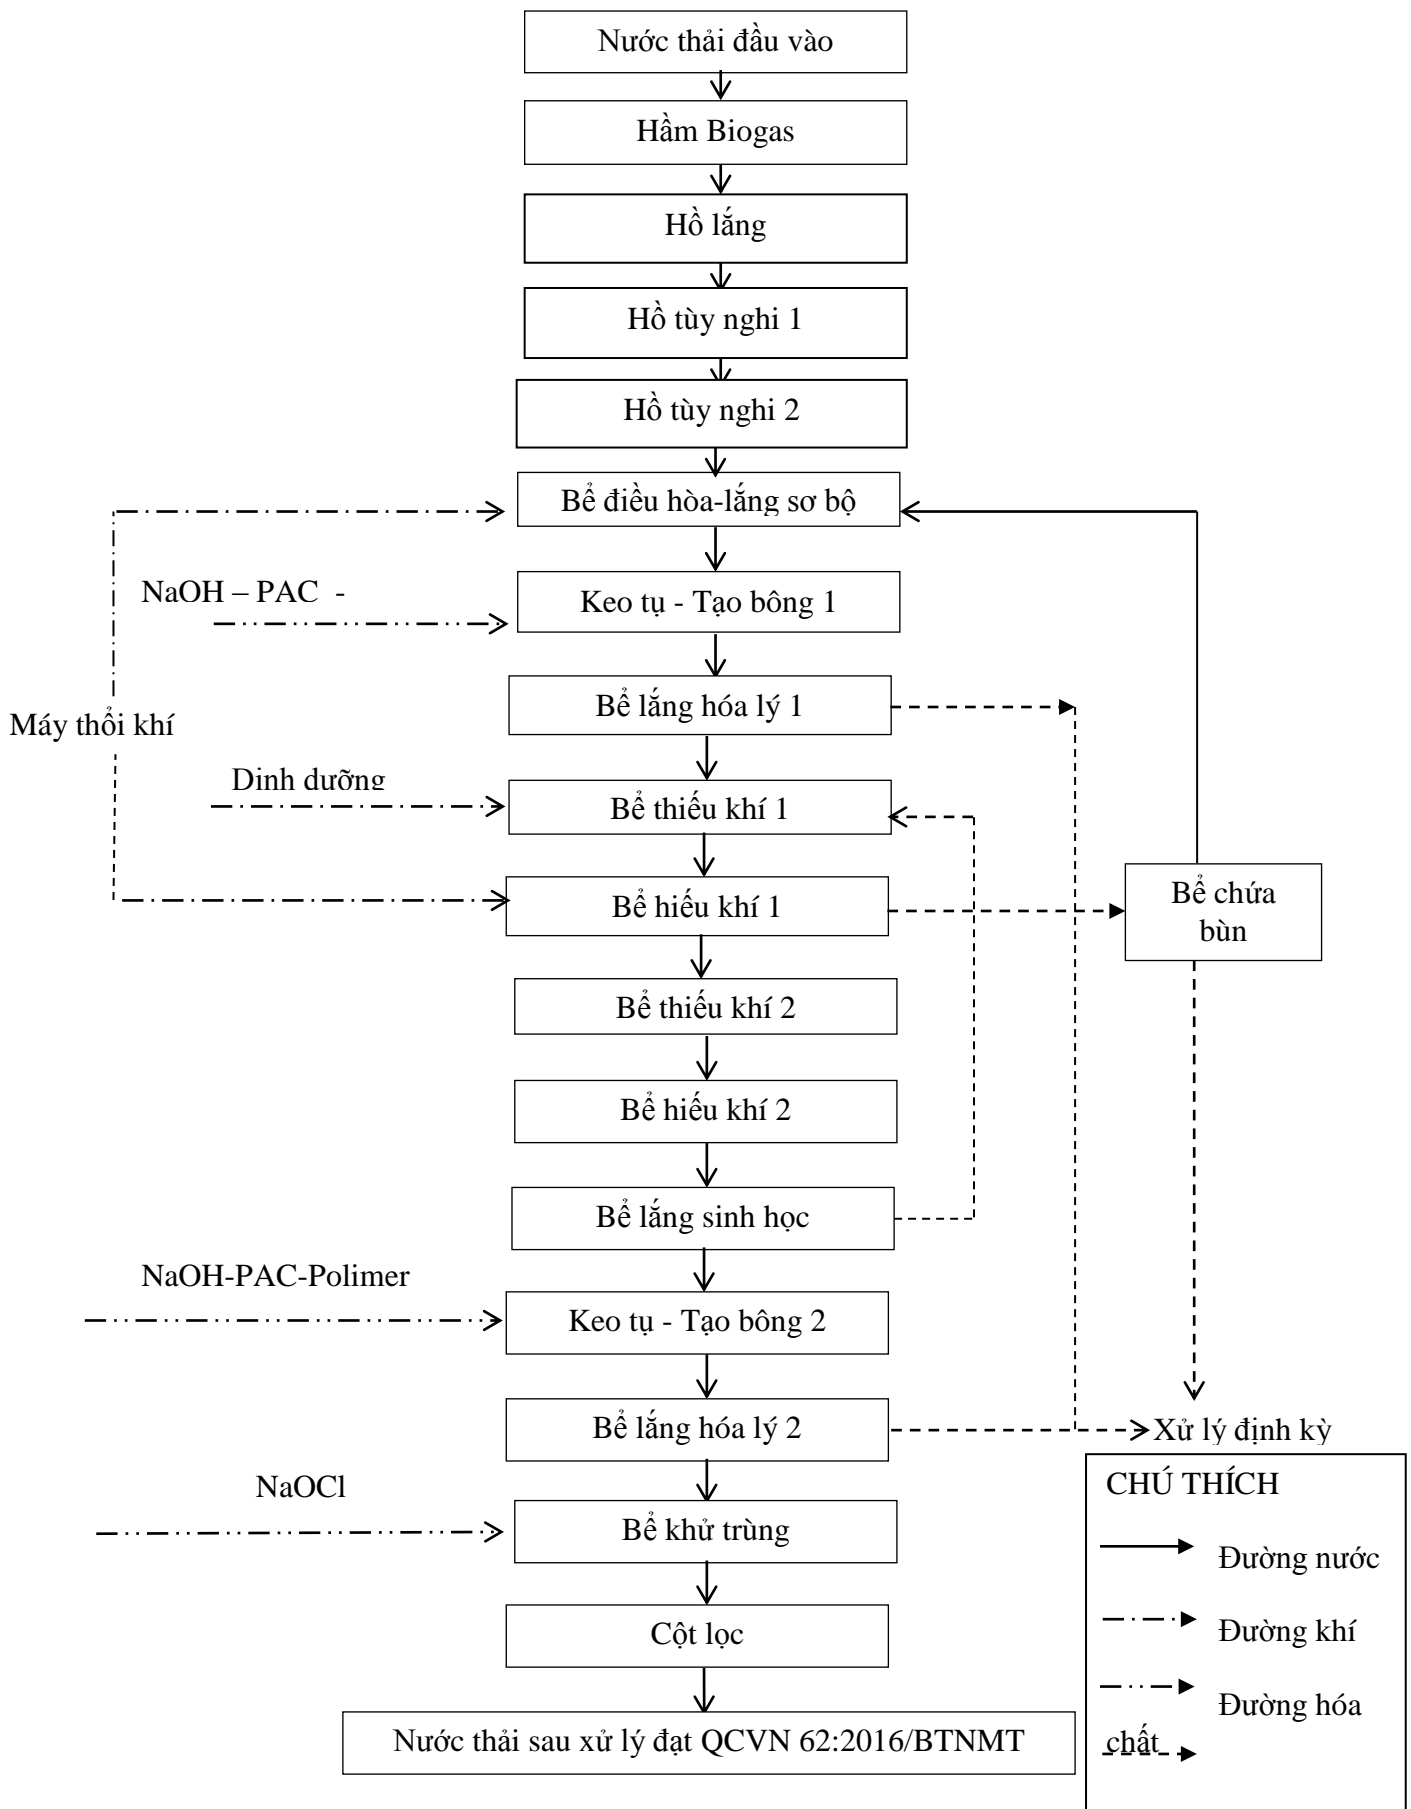 Nước thải đầu vào
Hầm Biogas
Hồ lắng
Hồ tùy nghi 1
Hồ tùy nghi 2
Bể điều hòa-lắng sơ bộ
NaOH – PAC -
Keo tụ - Tạo bông 1
Bể lắng hóa lý 1
Máy thổi khí
Dinh dưỡng
Bể thiếu khí 1
Bể hiếu khí 1
Bể chứa
bùn
Bể thiếu khí 2
Bể hiếu khí 2
Bể lắng sinh học
NaOH-PAC-Polimer
Keo tụ - Tạo bông 2
Bể lắng hóa lý 2
Xử lý định kỳ
NaOCl
Bể khử trùng
Cột lọc
Nước thải sau xử lý đạt QCVN 62:2016/BTNMT
CHÚ THÍCH
Đường nước
Đường khí
Đường hóa
chất